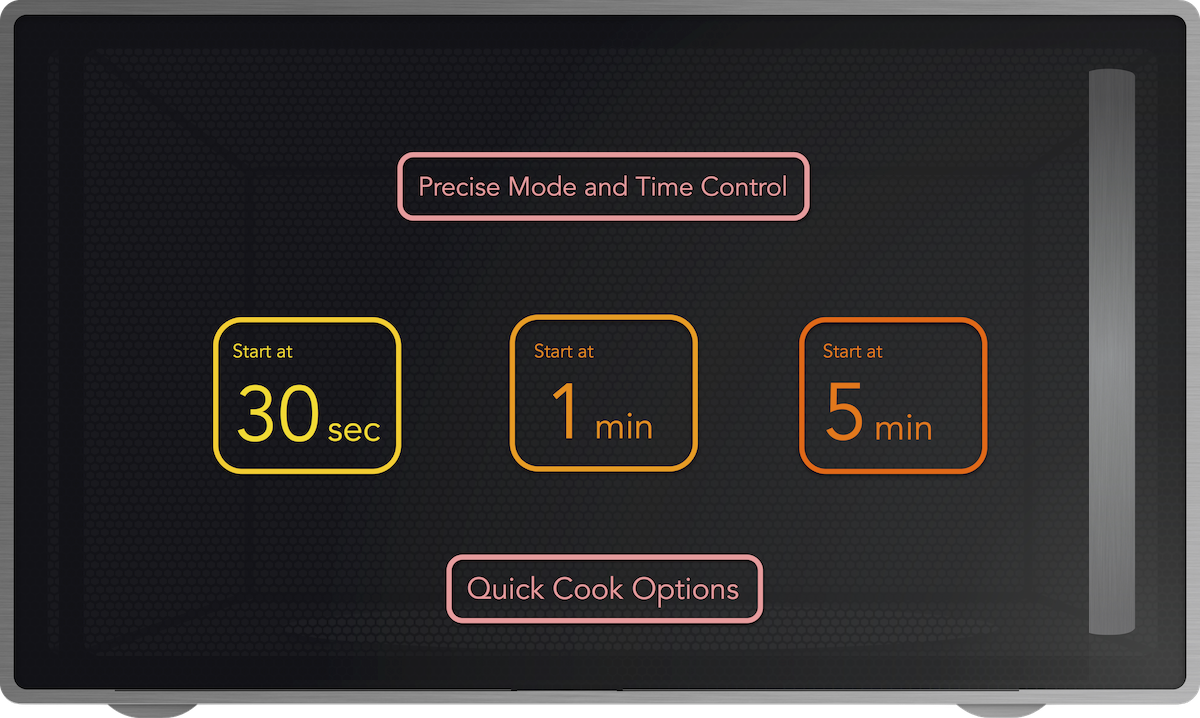 Precise Mode and Time Control
Start at
30 sec
Start at
1 min
Start at
5 min
Quick Cook Options